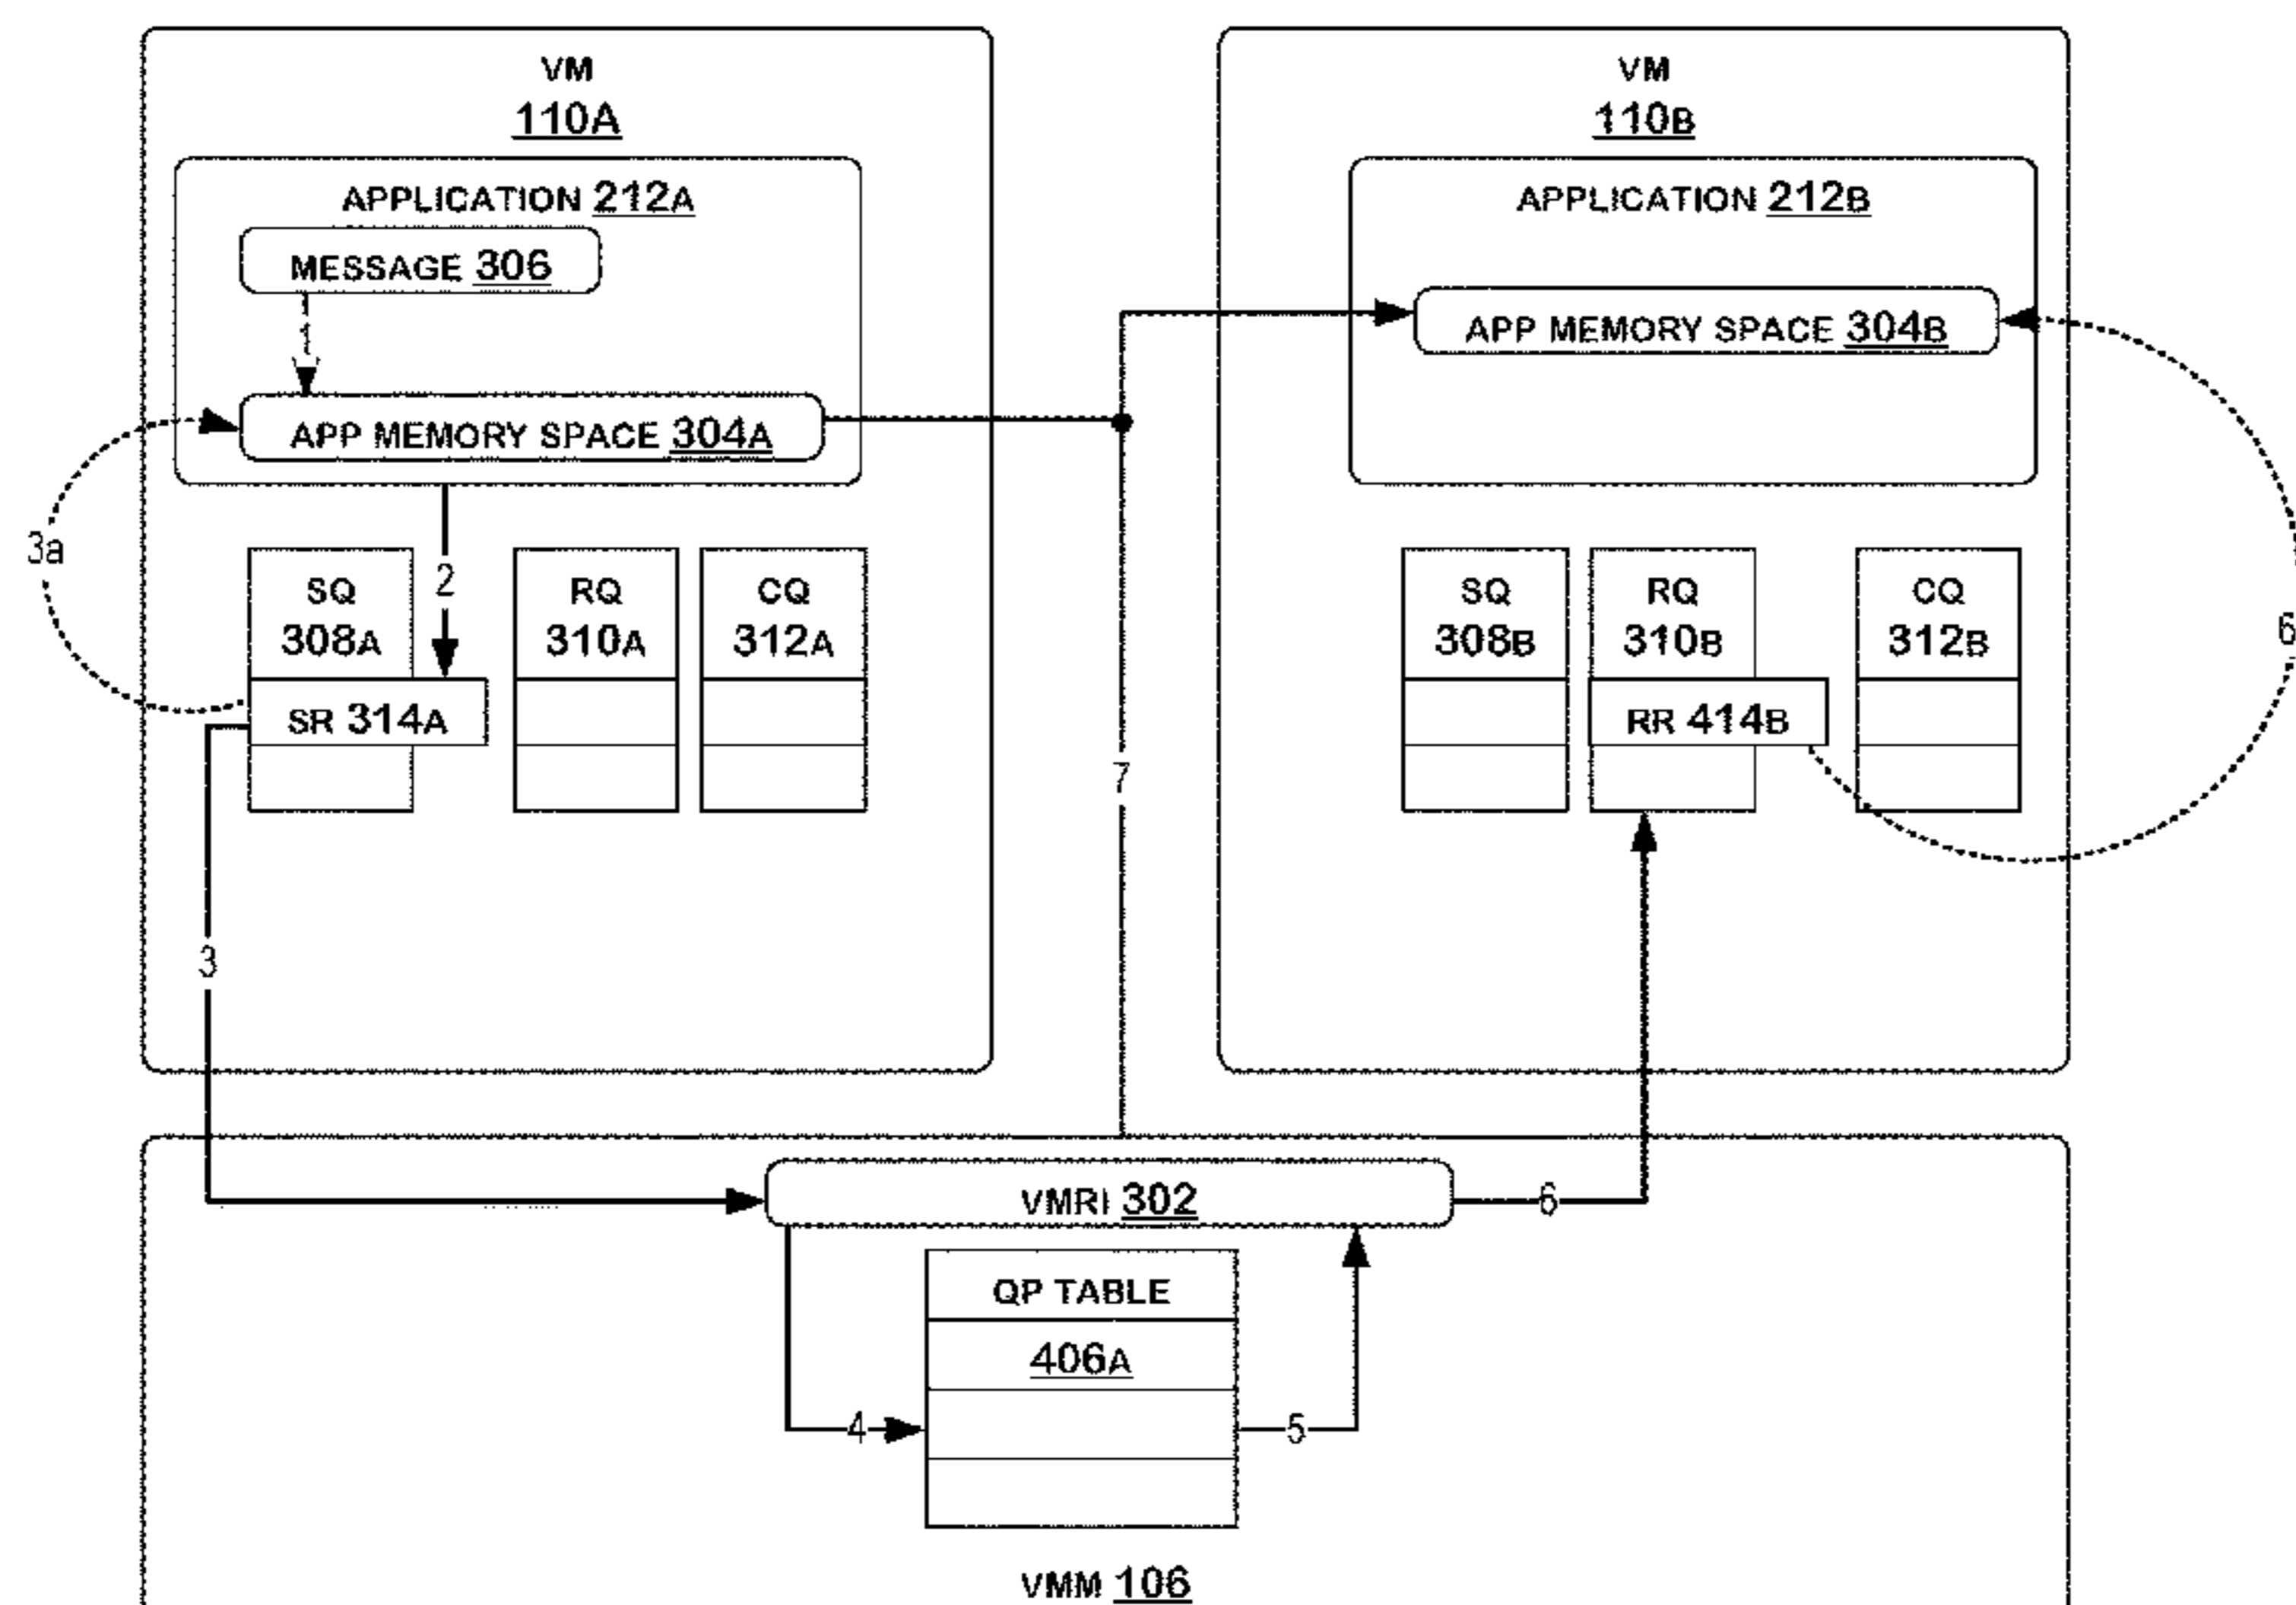 VM
110A
APPLICATION 212A
MESSAGE 306
1
APP MEMORY SPACE 304A
3a
2
SQ
308A
SR 314A
RQ
310A
CQ
312A
3
7
VM
110B
APPLICATION 212B
APP MEMORY SPACE 304B
SQ
308B
RQ
310B
RR 414B
CQ
312B
6
VMRI 302
6
QP TABLE
406A
4
5
VMM 106